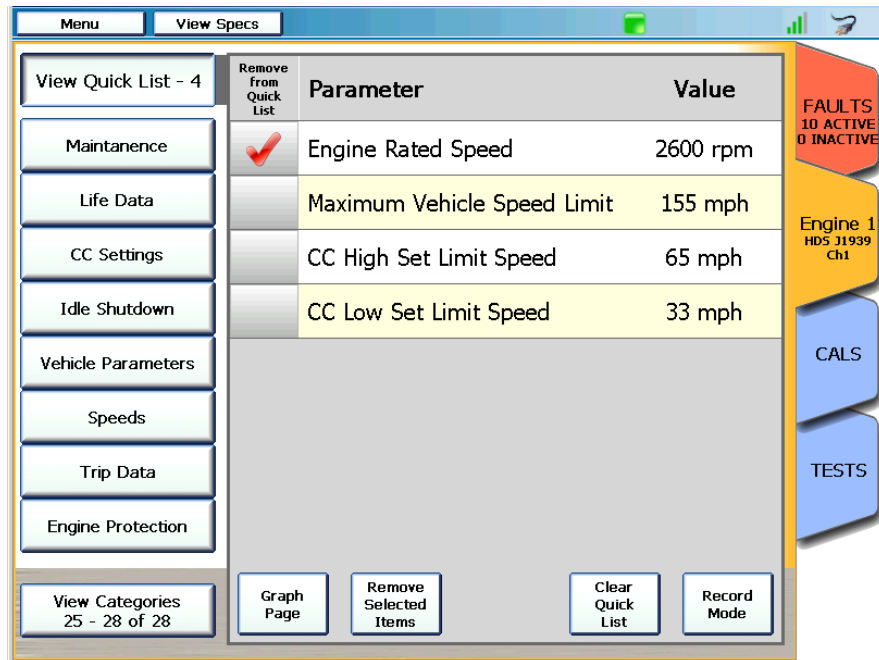 Menu
View Specs
View Quick List - 4
Maintanence
Life Data
CC Settings
Idle Shutdown
Vehicle Parameters
Speeds
Trip Data
Engine Protection
View Categories
25 - 28 of 28
Remove
from
Quick
List
Parameter
Value
Engine Rated Speed
2600 rpm
Maximum Vehicle Speed Limit
155 mph
CC High Set Limit Speed
65 mph
CC Low Set Limit Speed
33 mph
Graph
Page
Remove
Selected
Items
Clear
Quick
List
Record
Mode
FAULTS
10 ACTIVE
0 INACTIVE
Engine 1
HDS J1939
Ch1
CALS
TESTS